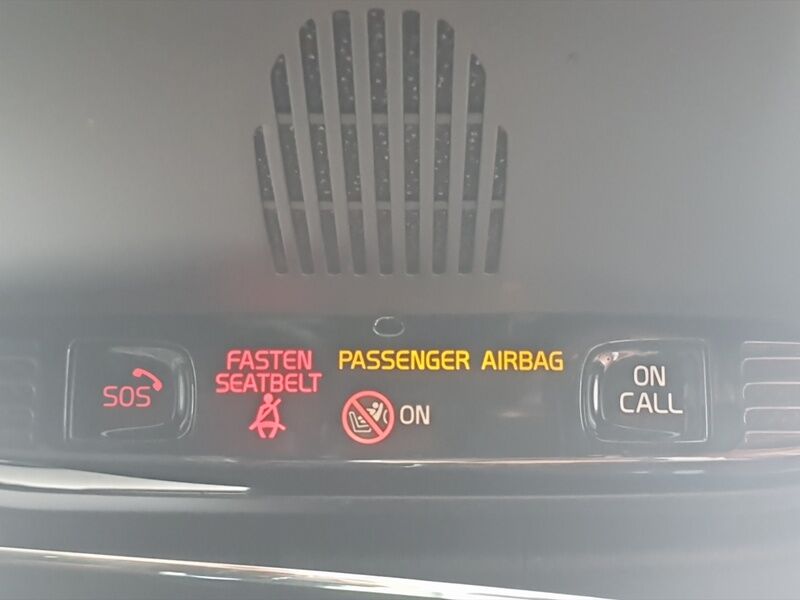 SOS
FASTEN
SEATBELT
PASSENGER AIRBAG
ON
ON
CALL